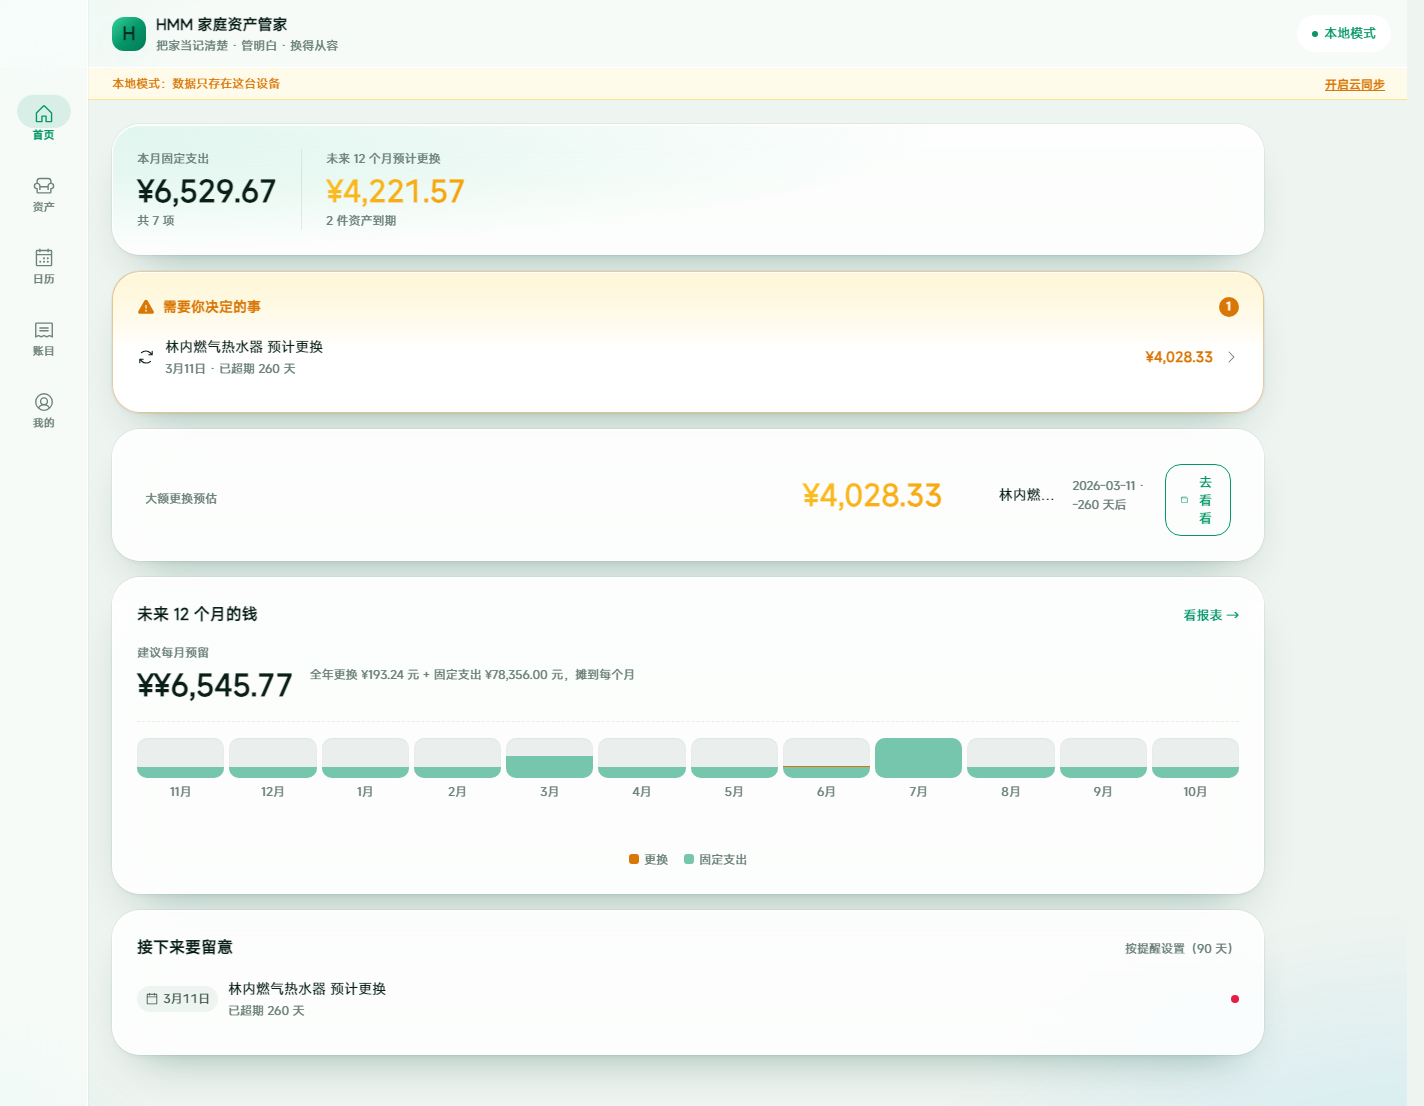 H
HMM 家庭资产管家
把家当记清楚 · 管明白 · 换得从容
本地模式
本地模式：数据只存在这台设备
开启云同步
首页
资产
日历
账目
我的
本月固定支出
¥6,529.67
共 7 项
未来 12 个月预计更换
¥4,221.57
2 件资产到期
需要你决定的事
1
林内燃气热水器 预计更换
3月11日 · 已超期 260 天
¥4,028.33
大额更换预估
¥4,028.33
林内燃...
2026-03-11 ·
-260 天后
去
看
看
未来 12 个月的钱
看报表 →
建议每月预留
¥¥6,545.77
全年更换 ¥193.24 元 + 固定支出 ¥78,356.00 元，摊到每个月
11月 12月 1月 2月 3月 4月 5月 6月 7月 8月 9月 10月
更换 固定支出
接下来要留意
按提醒设置（90 天）
3月11日
林内燃气热水器 预计更换
已超期 260 天